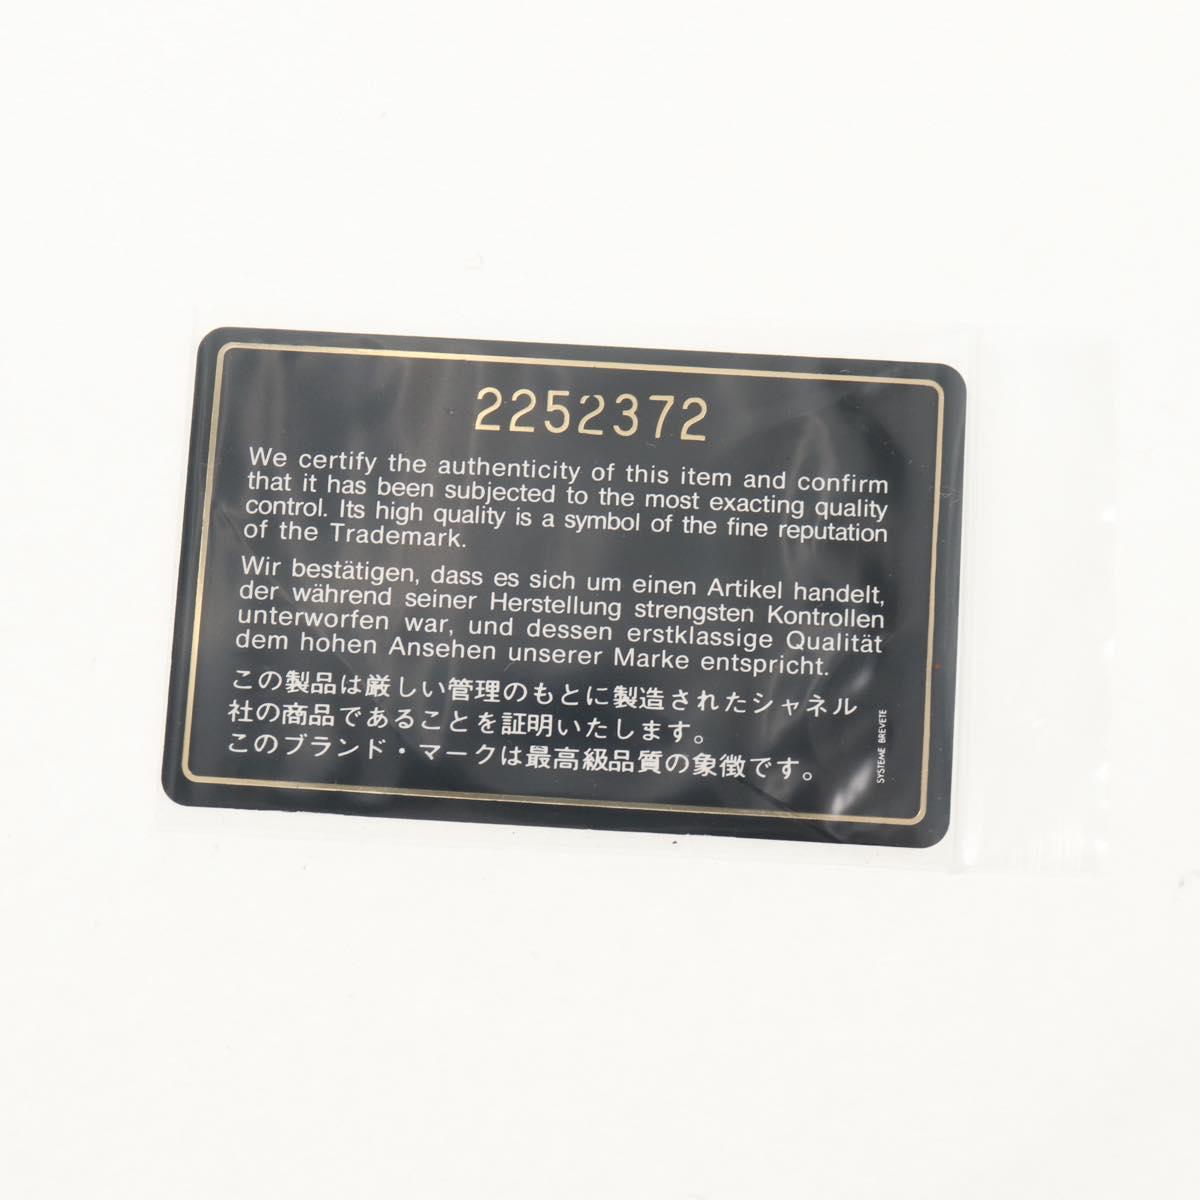 2252372
We certify the authenticity of this item and confirm
that it has been subjected to the most exacting quality
control. Its high quality is a symbol of the fine reputation
of the Trademark.
Wir bestätigen, dass es sich um einen Artikel handelt,
der während seiner Herstellung strengsten Kontrollen
unterworfen war, und dessen erstklassige Qualität
dem hohen Ansehen unserer Marke entspricht.
この製品は厳しい管理のもとに製造されたシャネル
社の商品であることを証明いたします。
このブランド・マークは最高級品質の象徴です。
SYSTEME BREVETE